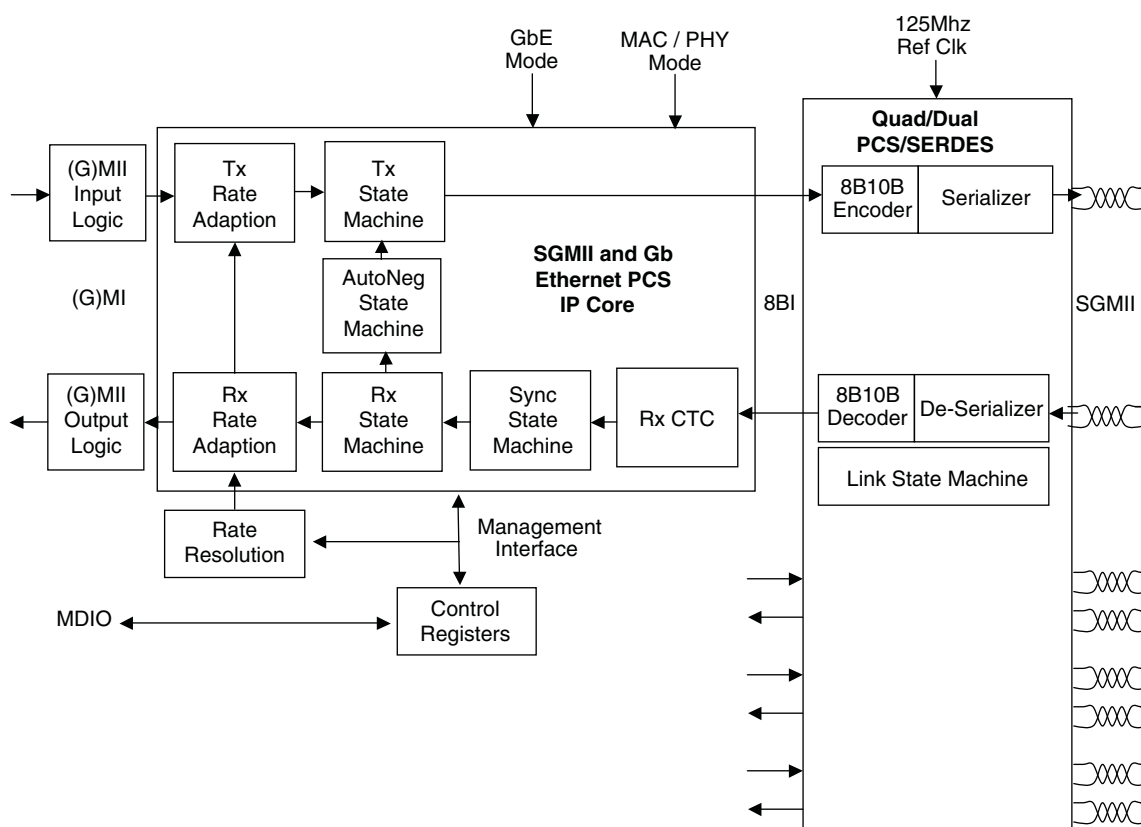 GbE
Mode
MAC / PHY
Mode
125Mhz
Ref Clk
Quad/Dual
PCS/SERDES
(G)MII
Input
Logic
Tx
Rate
Adaption
Tx
State
Machine
8B10B
Encoder
Serializer
SGMII and Gb
Ethernet PCS
IP Core
AutoNeg
State
Machine
(G)MI
8BI
SGMII
(G)MII
Output
Logic
Rx
Rate
Adaption
Rx
State
Machine
Sync
State
Machine
Rx CTC
8B10B
Decoder
De-Serializer
Link State Machine
Rate
Resolution
Management
Interface
MDIO
Control
Registers